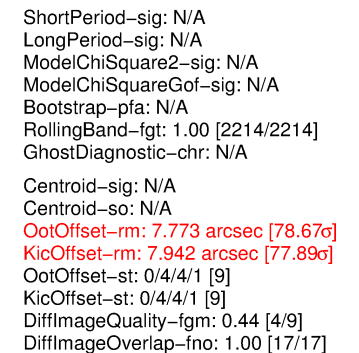 ShortPeriod-sig: N/A
LongPeriod-sig: N/A
ModelChiSquare2-sig: N/A
ModelChiSquareGof-sig: N/A
Bootstrap-pfa: N/A
RollingBand-fgt: 1.00 [2214/2214]
GhostDiagnostic-chr: N/A
Centroid-sig: N/A
Centroid-so: N/A
OotOffset-rm: 7.773 arcsec [78.67σ]
KicOffset-rm: 7.942 arcsec [77.89σ]
OotOffset-st: 0/4/4/1 [9]
KicOffset-st: 0/4/4/1 [9]
DiffImageQuality-fgm: 0.44 [4/9]
DiffImageOverlap-fno: 1.00 [17/17]